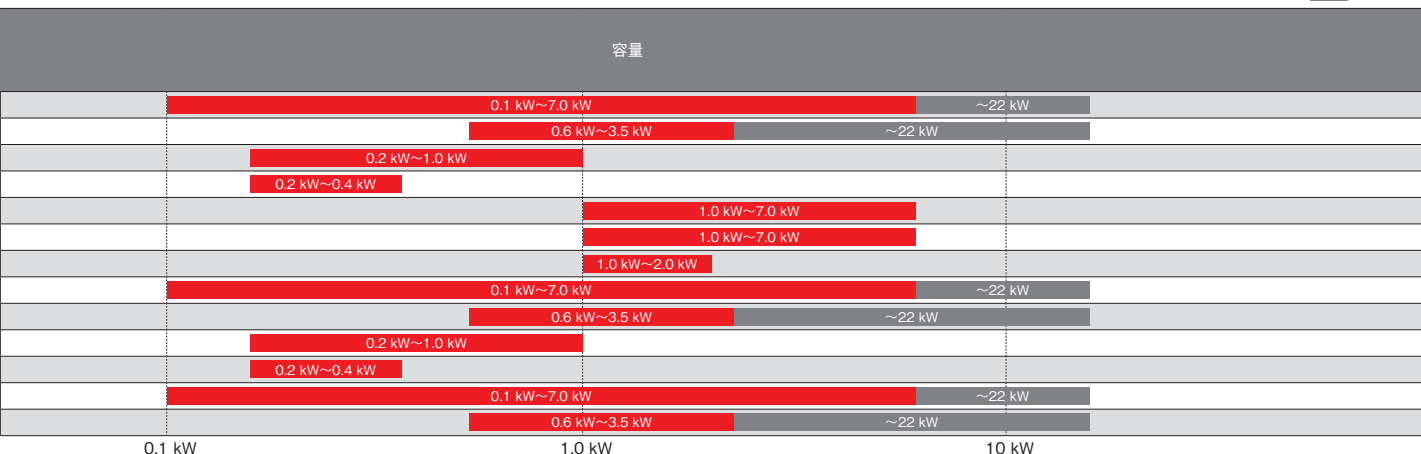 容量
0.1 kW～7.0 kW ～22 kW
0.6 kW～3.5 kW ～22 kW
0.2 kW～1.0 kW
0.2 kW～0.4 kW
1.0 kW～7.0 kW
1.0 kW～7.0 kW
1.0 kW～2.0 kW
0.1 kW～7.0 kW ～22 kW
0.6 kW～3.5 kW ～22 kW
0.2 kW～1.0 kW
0.2 kW～0.4 kW
0.1 kW～7.0 kW ～22 kW
0.6 kW～3.5 kW ～22 kW
0.1 kW 1.0 kW 10 kW